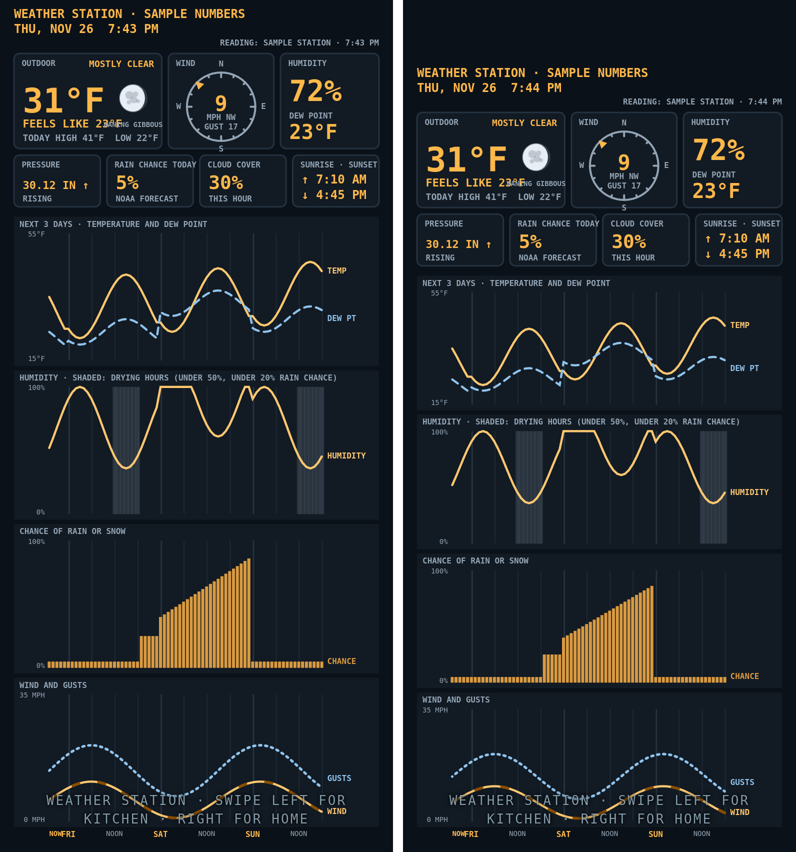 WEATHER STATION · SAMPLE NUMBERS
THU, NOV 26 7:43 PM
READING: SAMPLE STATION · 7:43 PM
OUTDOOR MOSTLY CLEAR
31°F
FEELS LIKE 23°F
GIBBOUS
TODAY HIGH 41°F LOW 22°F
WIND
N
W E
S
9
MPH NW
GUST 17
HUMIDITY
72%
DEW POINT
23°F
PRESSURE
30.12 IN ↑
RISING
RAIN CHANCE TODAY
5%
NOAA FORECAST
CLOUD COVER
30%
THIS HOUR
SUNRISE · SUNSET
↑ 7:10 AM
↓ 4:45 PM
NEXT 3 DAYS · TEMPERATURE AND DEW POINT
55°F
TEMP
DEW PT
15°F
HUMIDITY · SHADED: DRYING HOURS (UNDER 50%, UNDER 20% RAIN CHANCE)
100%
HUMIDITY
0%
CHANCE OF RAIN OR SNOW
100%
CHANCE
0%
WIND AND GUSTS
35 MPH
GUSTS
WIND
0 MPH
WEATHER STATION · SWIPE LEFT FOR
KITCHEN · RIGHT FOR HOME
NOW FRI NOON SAT NOON SUN NOON
WEATHER STATION · SAMPLE NUMBERS
THU, NOV 26 7:44 PM
READING: SAMPLE STATION · 7:44 PM
OUTDOOR MOSTLY CLEAR
31°F
FEELS LIKE 23°F
GIBBOUS
TODAY HIGH 41°F LOW 22°F
WIND
N
W E
S
9
MPH NW
GUST 17
HUMIDITY
72%
DEW POINT
23°F
PRESSURE
30.12 IN ↑
RISING
RAIN CHANCE TODAY
5%
NOAA FORECAST
CLOUD COVER
30%
THIS HOUR
SUNRISE · SUNSET
↑ 7:10 AM
↓ 4:45 PM
NEXT 3 DAYS · TEMPERATURE AND DEW POINT
55°F
TEMP
DEW PT
15°F
HUMIDITY · SHADED: DRYING HOURS (UNDER 50%, UNDER 20% RAIN CHANCE)
100%
HUMIDITY
0%
CHANCE OF RAIN OR SNOW
100%
CHANCE
0%
WIND AND GUSTS
35 MPH
GUSTS
WIND
0 MPH
WEATHER STATION · SWIPE LEFT FOR
KITCHEN · RIGHT FOR HOME
NOW FRI NOON SAT NOON SUN NOON